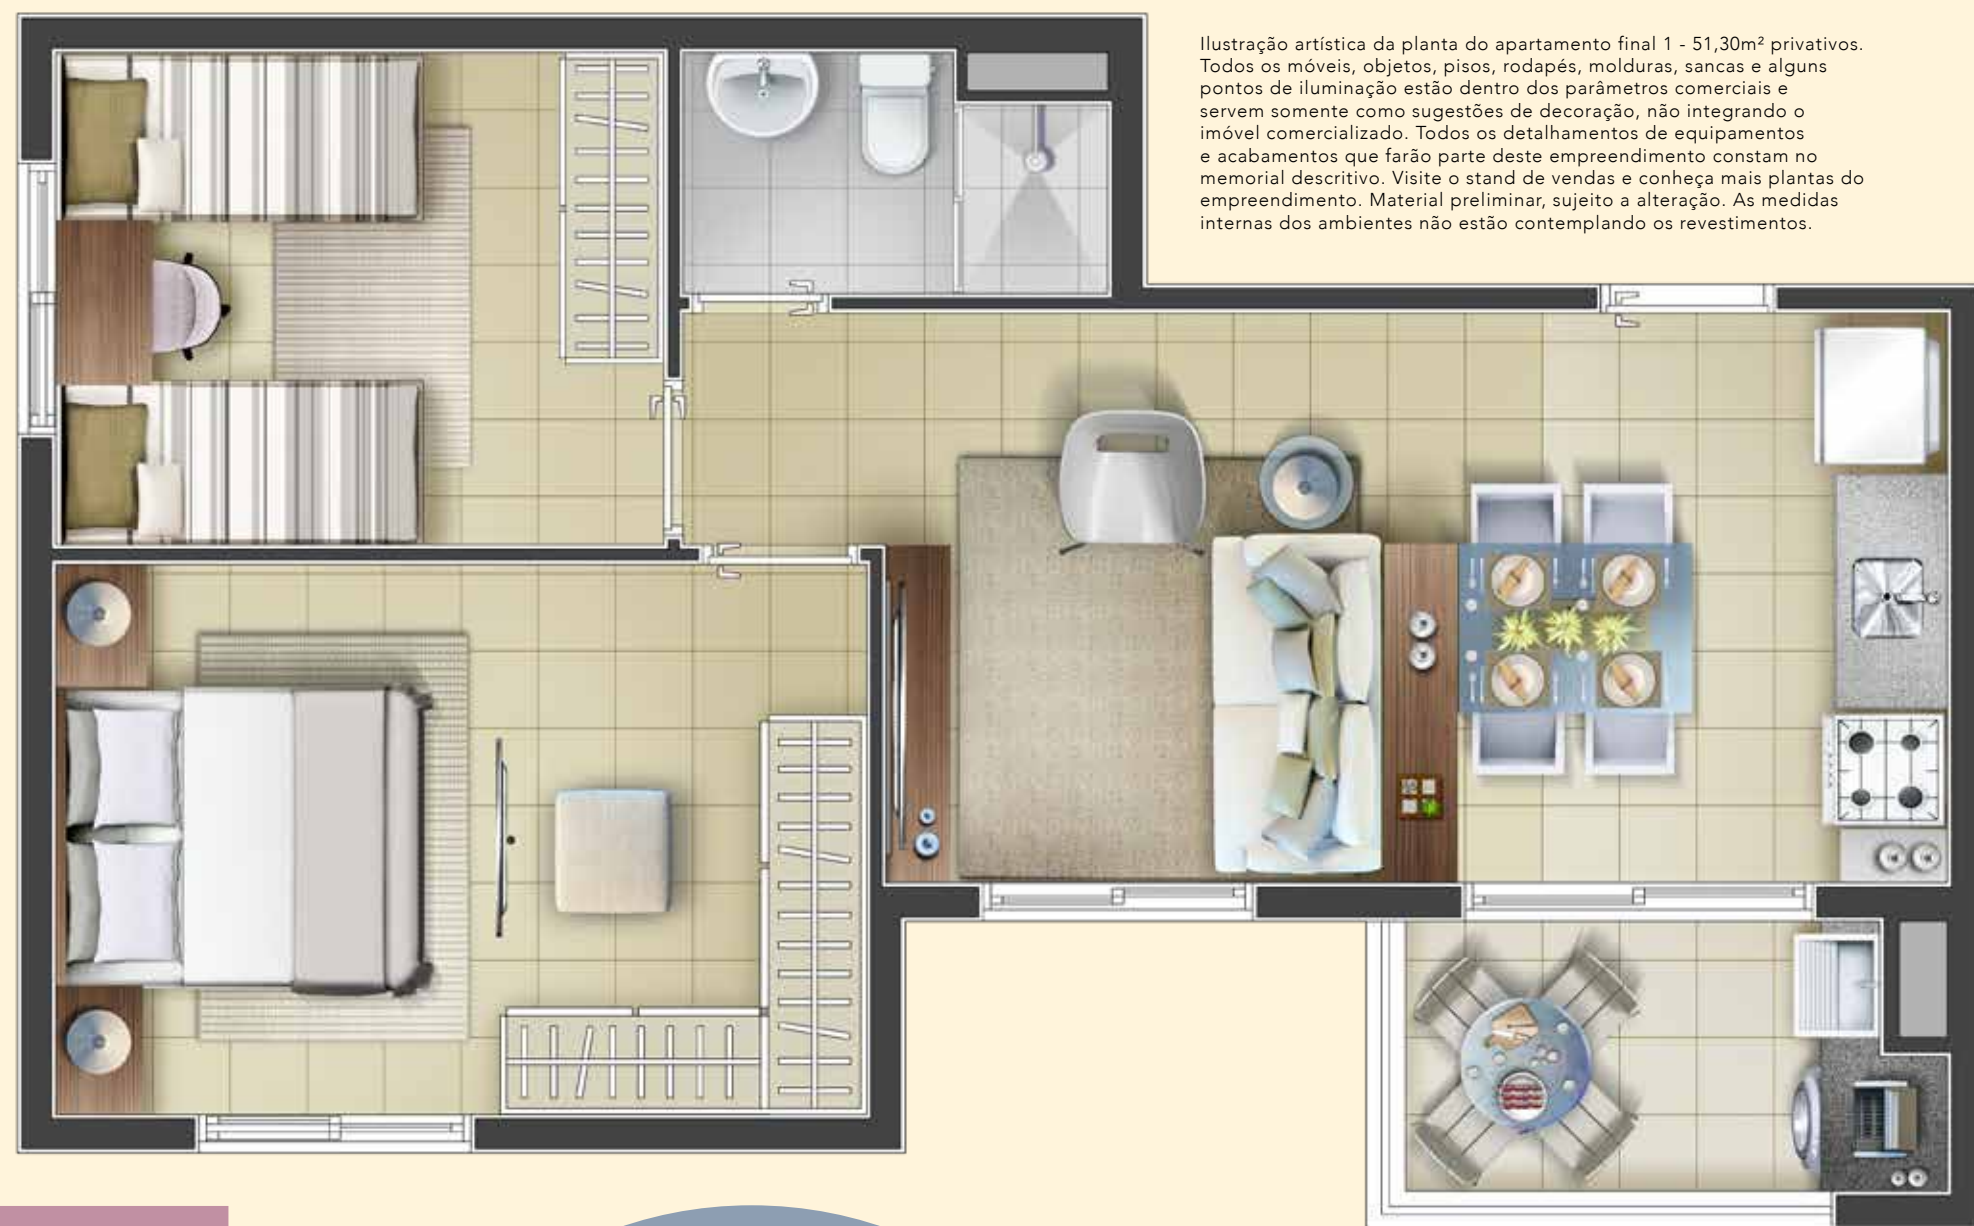 Ilustração artística da planta do apartamento final 1 - 51,30m² privativos.
Todos os móveis, objetos, pisos, rodapés, molduras, sancas e alguns
pontos de iluminação estão dentro dos parâmetros comerciais e
servem somente como sugestões de decoração, não integrando o
imóvel comercializado. Todos os detalhamentos de equipamentos
e acabamentos que farão parte deste empreendimento constam no
memorial descritivo. Visite o stand de vendas e conheça mais plantas do
empreendimento. Material preliminar, sujeito a alteração. As medidas
internas dos ambientes não estão contemplando os revestimentos.